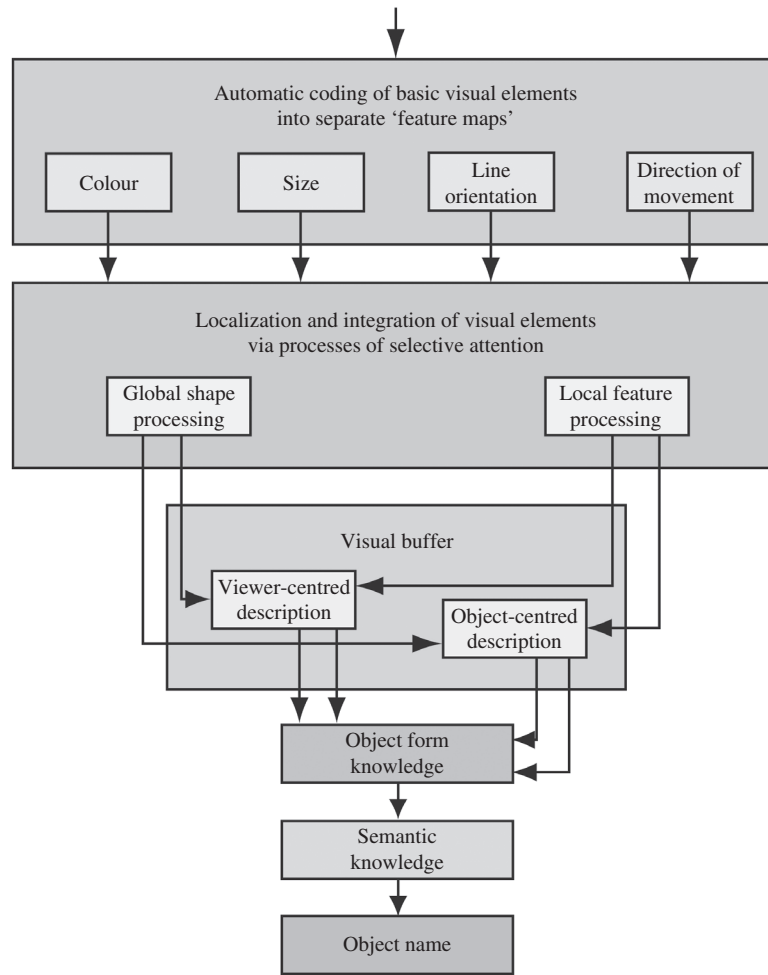 Automatic coding of basic visual elements
into separate ‘feature maps’
Colour
Size
Line
orientation
Direction of
movement
Localization and integration of visual elements
via processes of selective attention
Global shape
processing
Local feature
processing
Visual buffer
Viewer-centred
description
Object-centred
description
Object form
knowledge
Semantic
knowledge
Object name